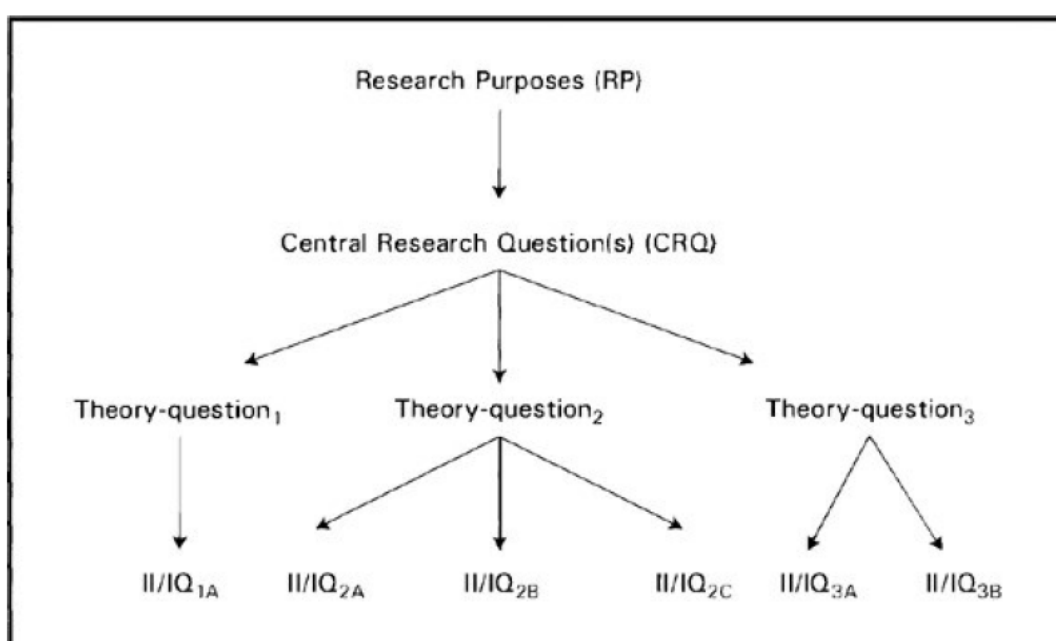 Research Purposes (RP)
Central Research Question(s) (CRQ)
Theory-question₁ Theory-question₂ Theory-question₃
II/IQ₁A II/IQ₂A II/IQ₂B II/IQ₂C II/IQ₃A II/IQ₃B